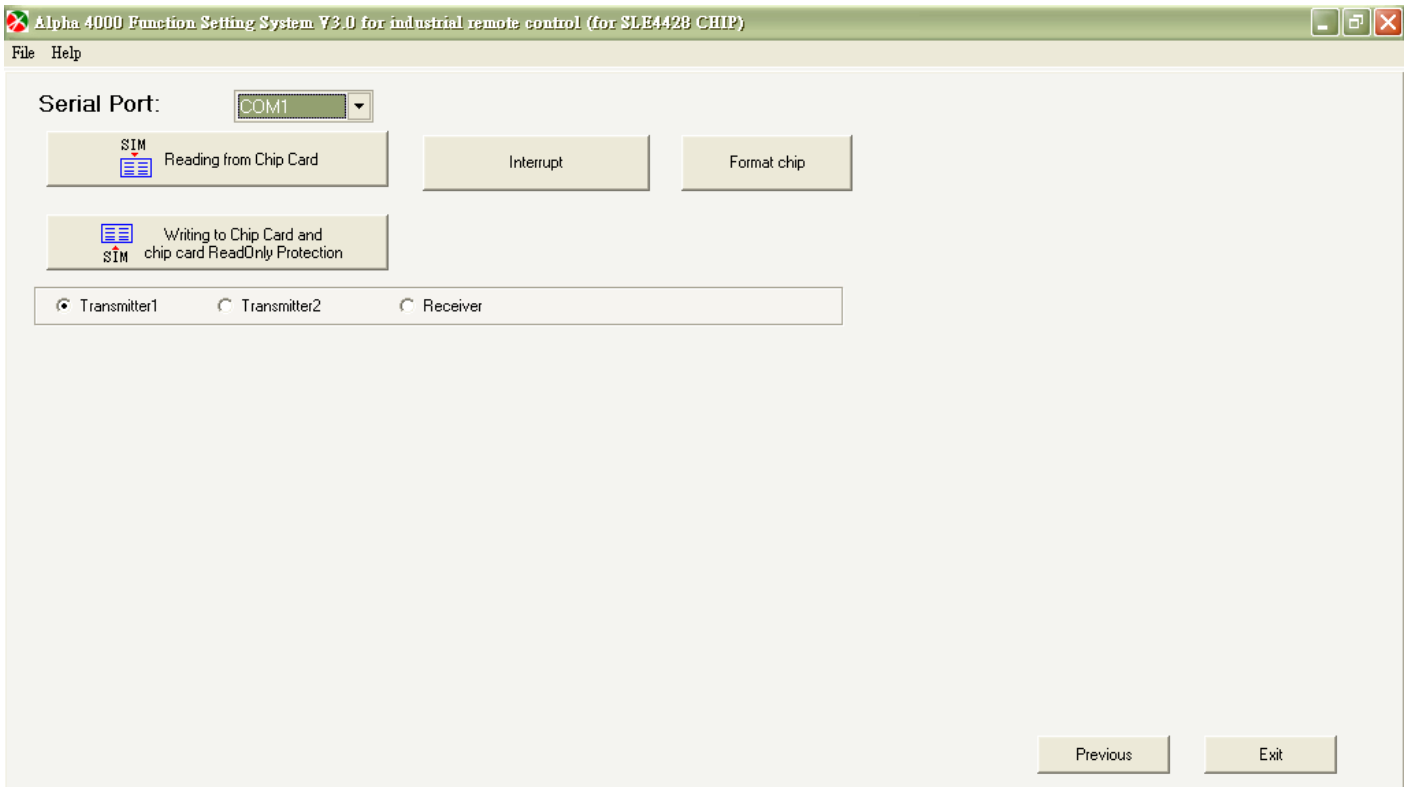 Alpha 4000 Function Setting System V3.0 for industrial remote control (for SLE4428 CHIP)
File Help
Serial Port: COM1
SIM
Reading from Chip Card
Interrupt
Format chip
Writing to Chip Card and
SIM chip card ReadOnly Protection
Transmitter1 Transmitter2 Receiver
Previous Exit